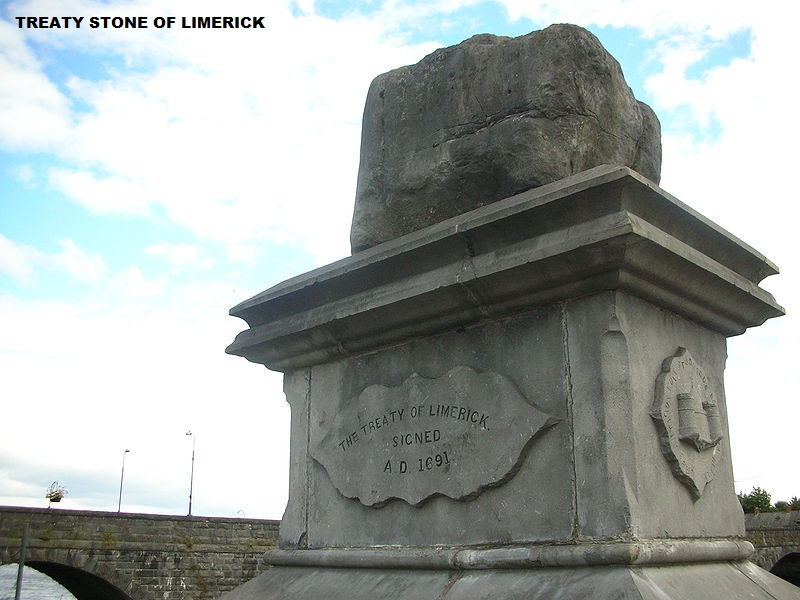 TREATY STONE OF LIMERICK
THE TREATY OF LIMERICK.
SIGNED
A.D. 1691.